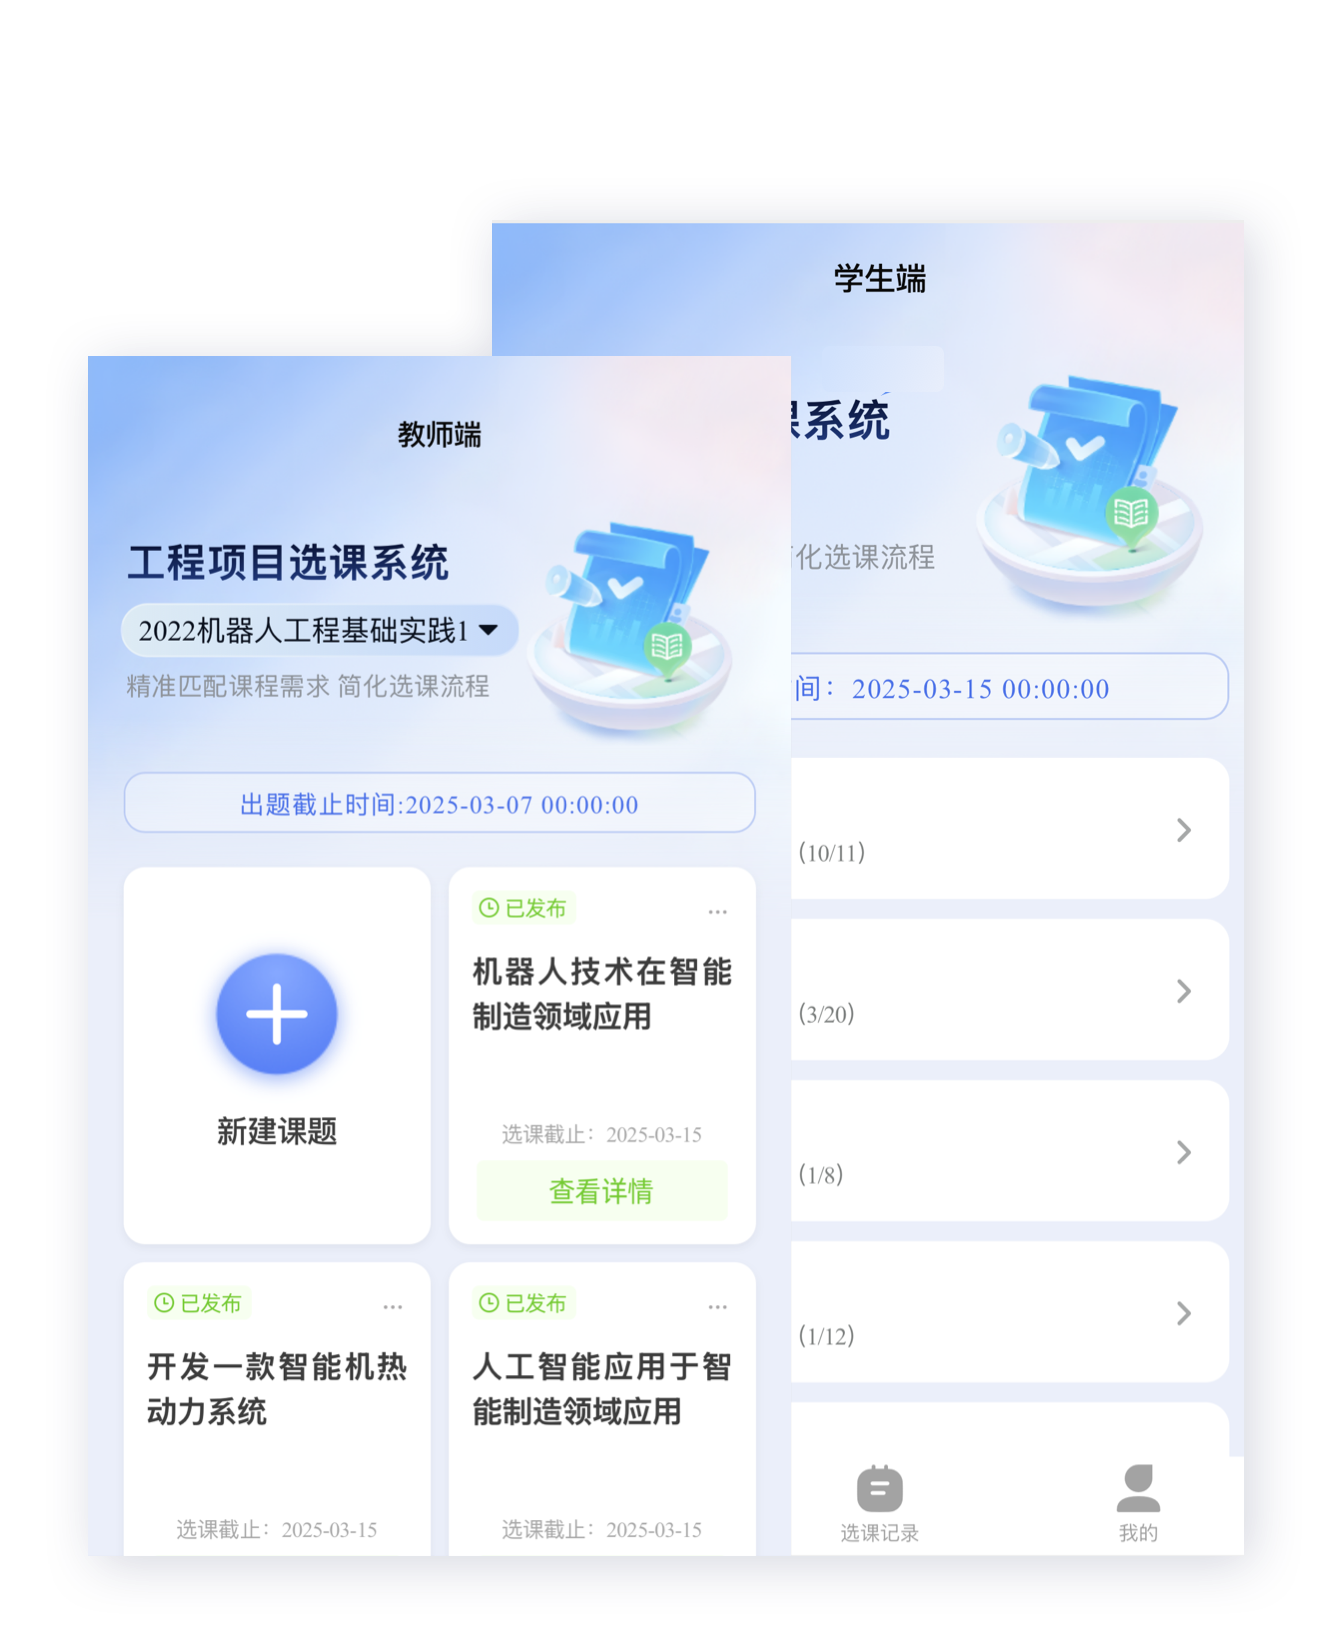 学生端
课系统
简化选课流程
间：2025-03-15 00:00:00
(10/11)
(3/20)
(1/8)
(1/12)
选课记录
我的
教师端
工程项目选课系统
2022机器人工程基础实践1
精准匹配课程需求 简化选课流程
出题截止时间:2025-03-07 00:00:00
新建课题
已发布
...
机器人技术在智能
制造领域应用
选课截止：2025-03-15
查看详情
已发布
...
开发一款智能机热
动力系统
选课截止：2025-03-15
已发布
...
人工智能应用于智
能制造领域应用
选课截止：2025-03-15